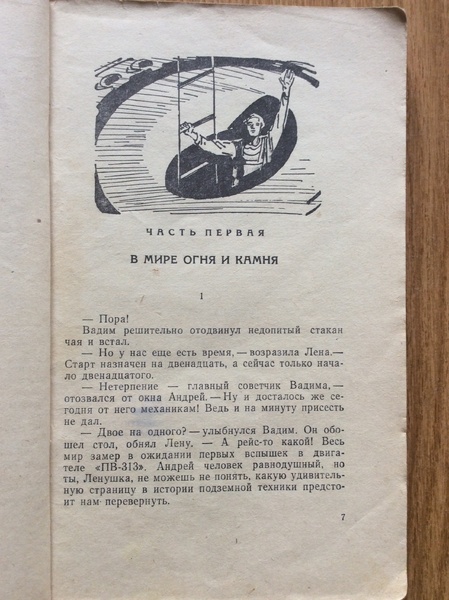 ЧАСТЬ ПЕРВАЯ
В МИРЕ ОГНЯ И КАМНЯ
1
— Пора!
Вадим решительно отодвинул недопитый стакан
чая и встал.
— Но у нас еще есть время, — возразила Лена.—
Старт назначен на двенадцать, а сейчас только нача-
ло двенадцатого.
— Нетерпение — главный советчик Вадима, —
отозвался от окна Андрей. — Ну и досталось же се-
годня от него механикам! Ведь и на минуту присесть
не дал.
— Двое на одного? — улыбнулся Вадим. Он обо-
шел стол, обнял Лену. — А рейс-то какой! Весь
мир замер в ожидании первых вспышек в двига-
теле «ПВ-313». Андрей человек равнодушный, но
ты, Ленушка, не можешь не понять, какую удивитель-
ную страницу в истории подземной техники предсто-
ит нам перевернуть.
7